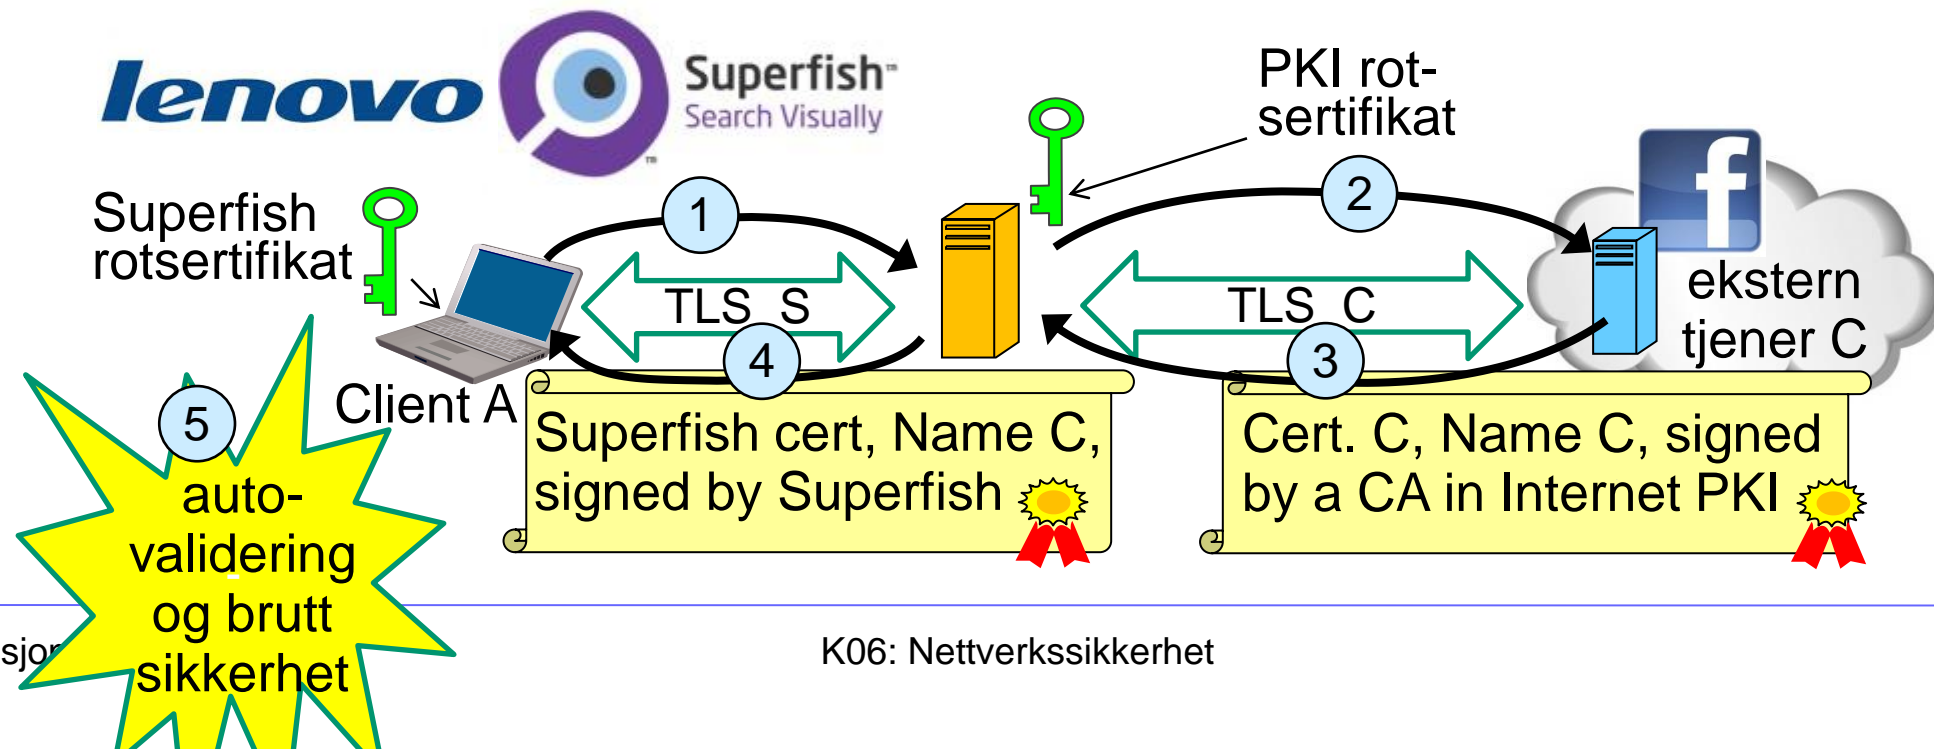 lenovo
Superfish™
Search Visually
PKI rot-
sertifikat
Superfish
rotsertifikat
1
2
f
TLS_S
TLS_C
ekstern
tjener C
4
3
Client A
5
auto-
validering
og brutt
sikkerhet
Superfish cert, Name C,
signed by Superfish
Cert. C, Name C, signed
by a CA in Internet PKI
K06: Nettverkssikkerhet